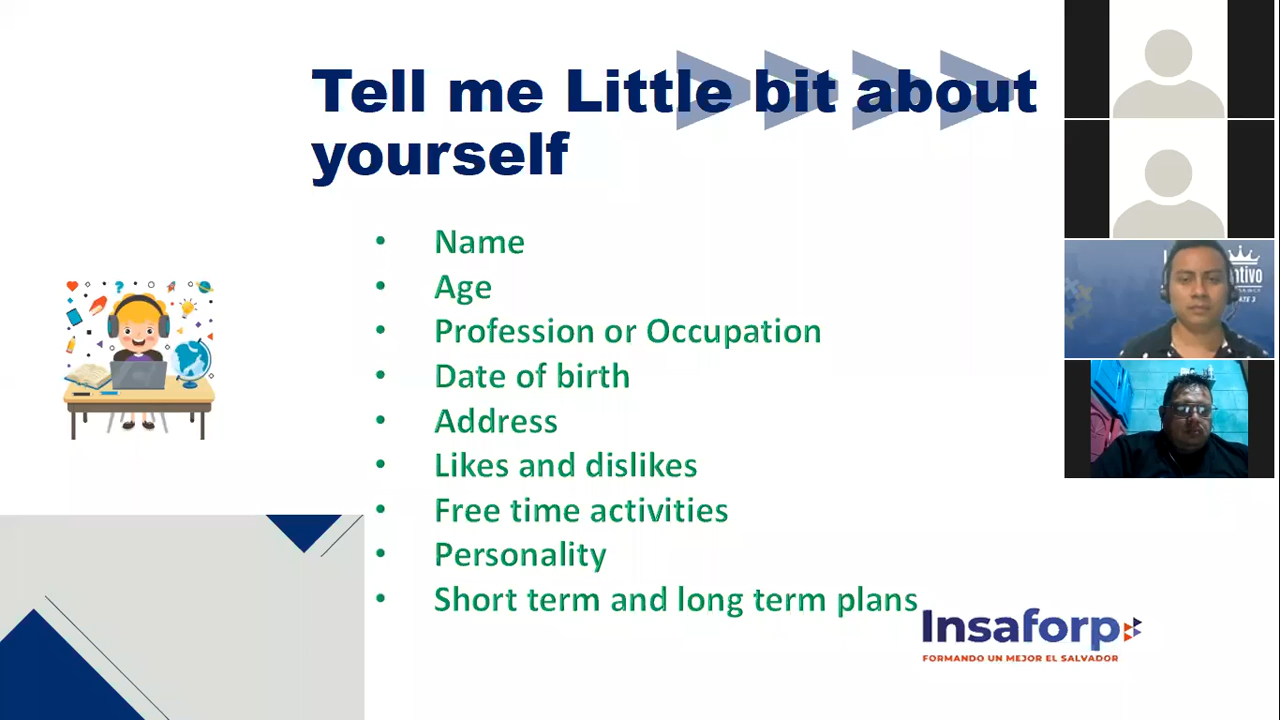 Tell me Little bit about
yourself
• Name
• Age
• Profession or Occupation
• Date of birth
• Address
• Likes and dislikes
• Free time activities
• Personality
• Short term and long term plans
Insaforp
FORMANDO UN MEJOR EL SALVADOR